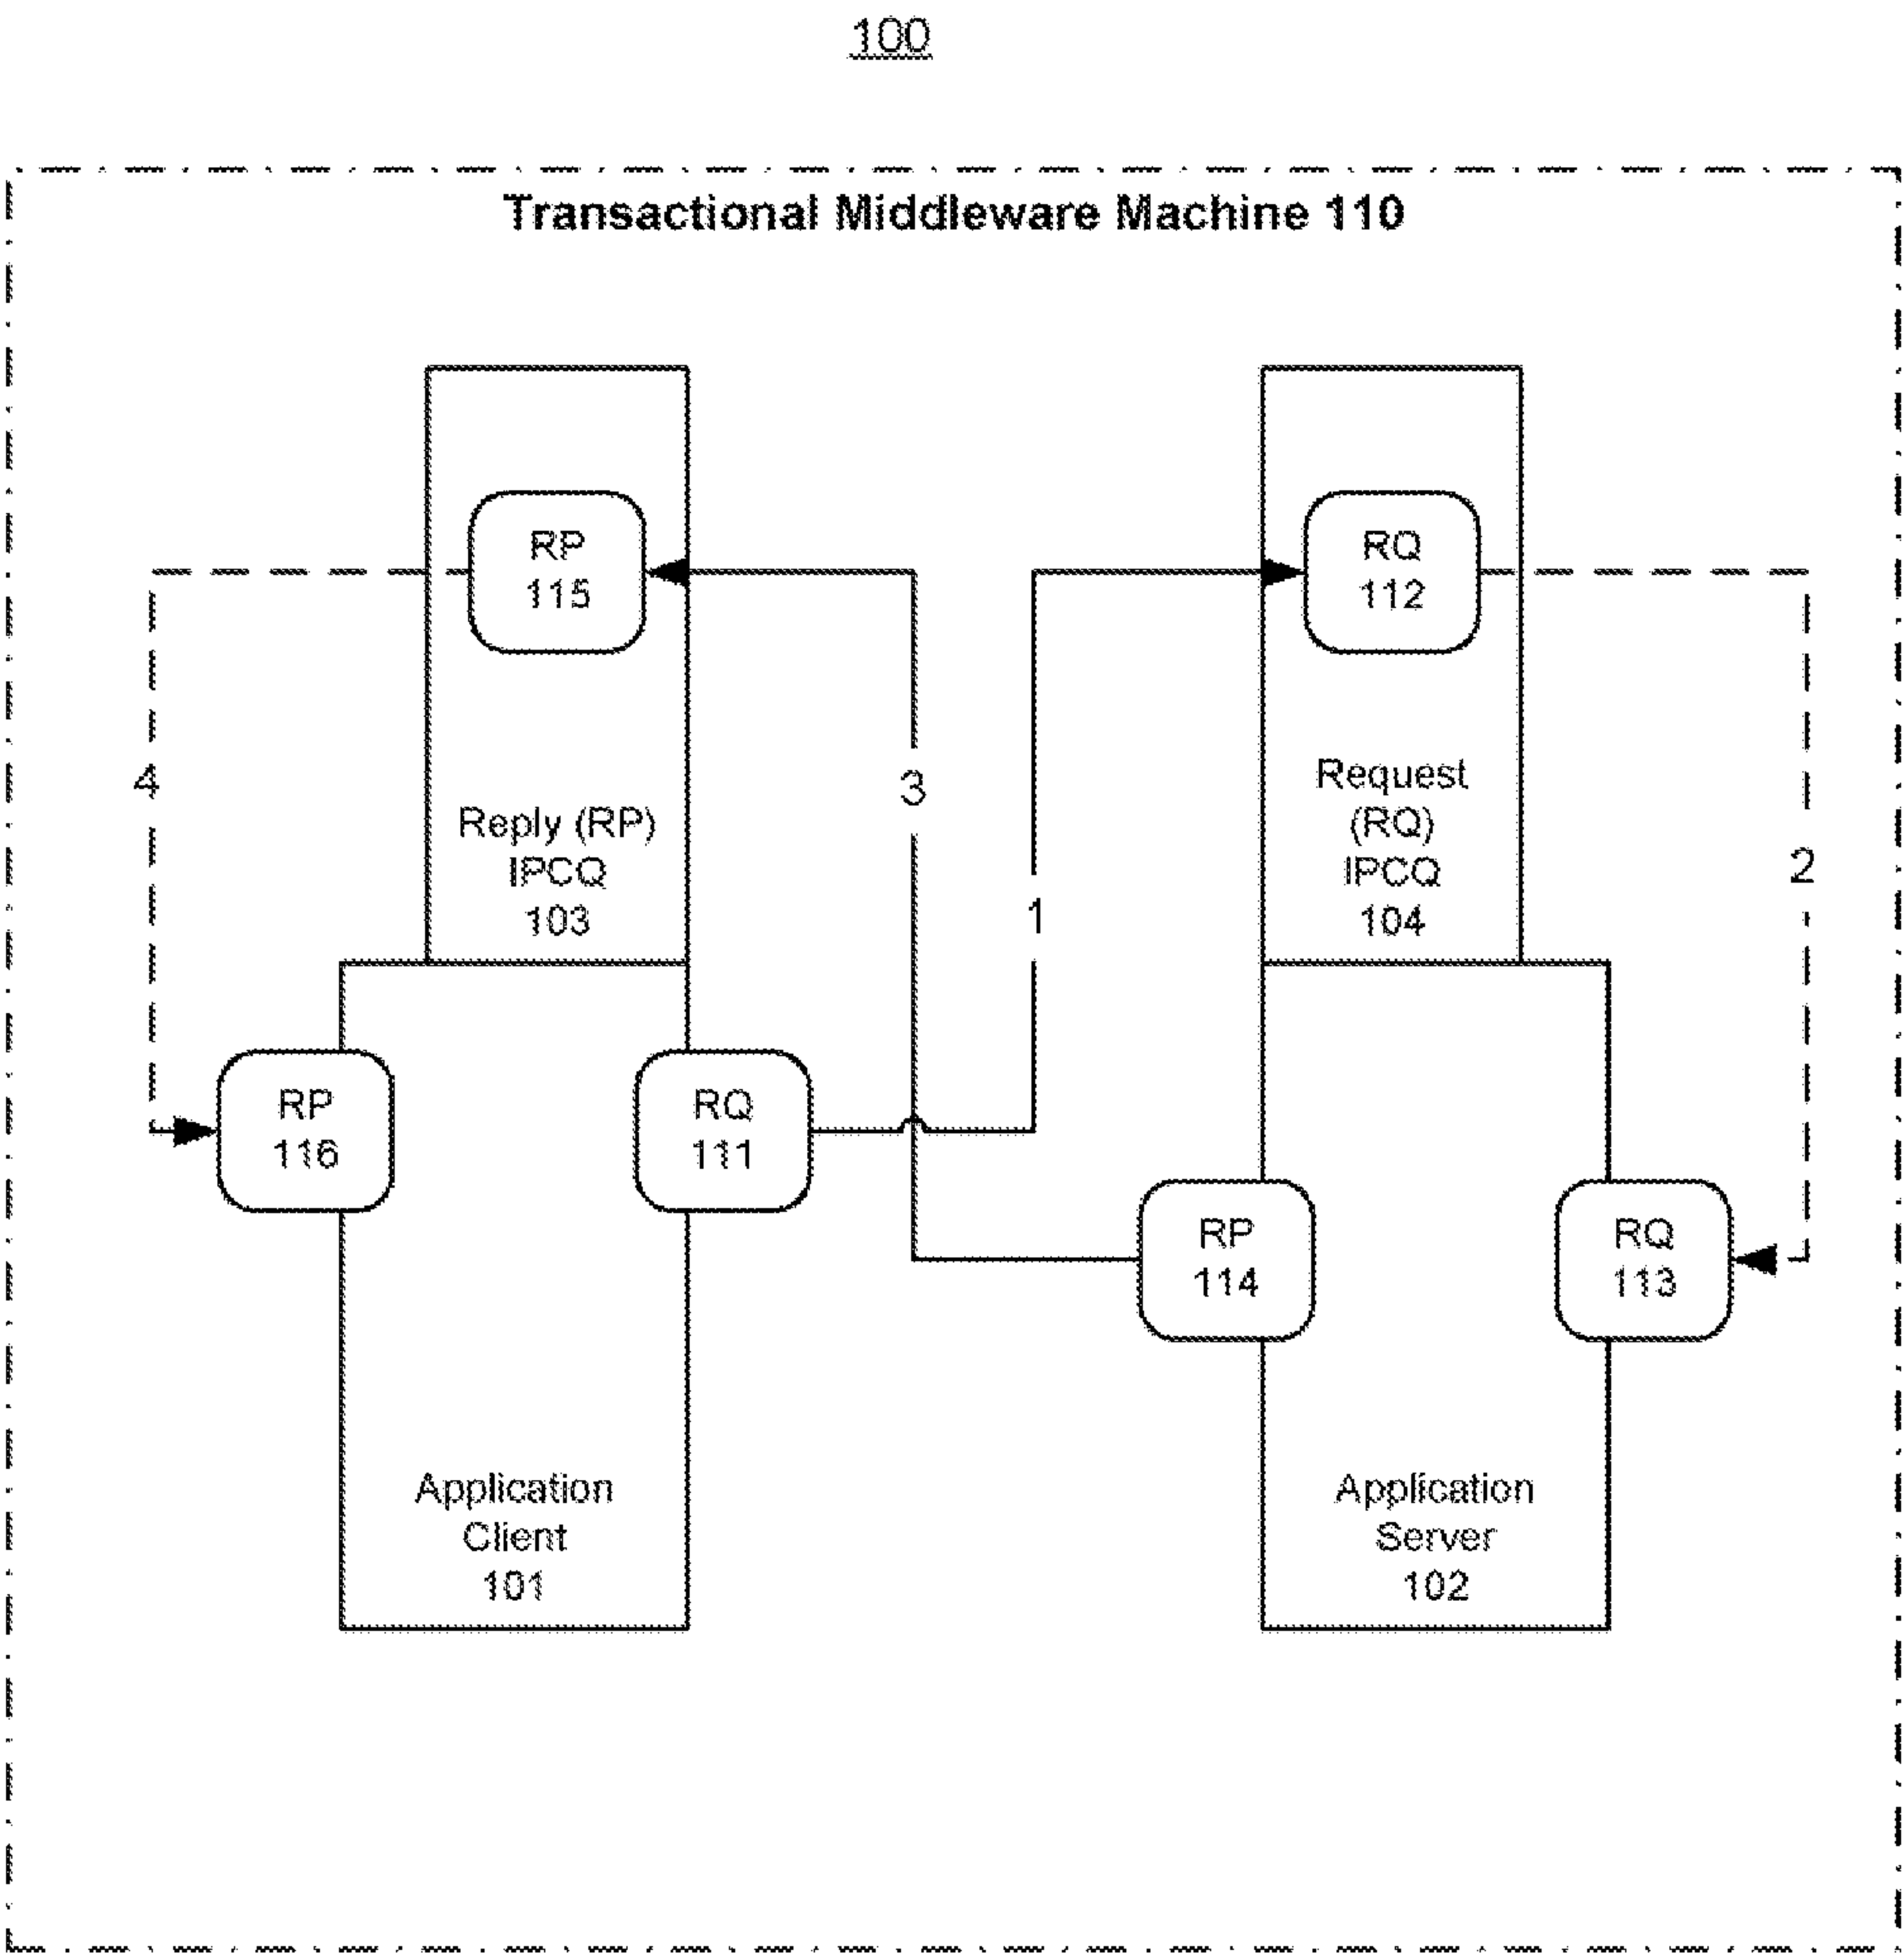 100
Transactional Middleware Machine 110
RP
115
RQ
112
4
3
Reply (RP)
IPCQ
103
1
Request
(RQ)
IPCQ
104
2
RP
116
RQ
111
RP
114
RQ
113
Application
Client
101
Application
Server
102